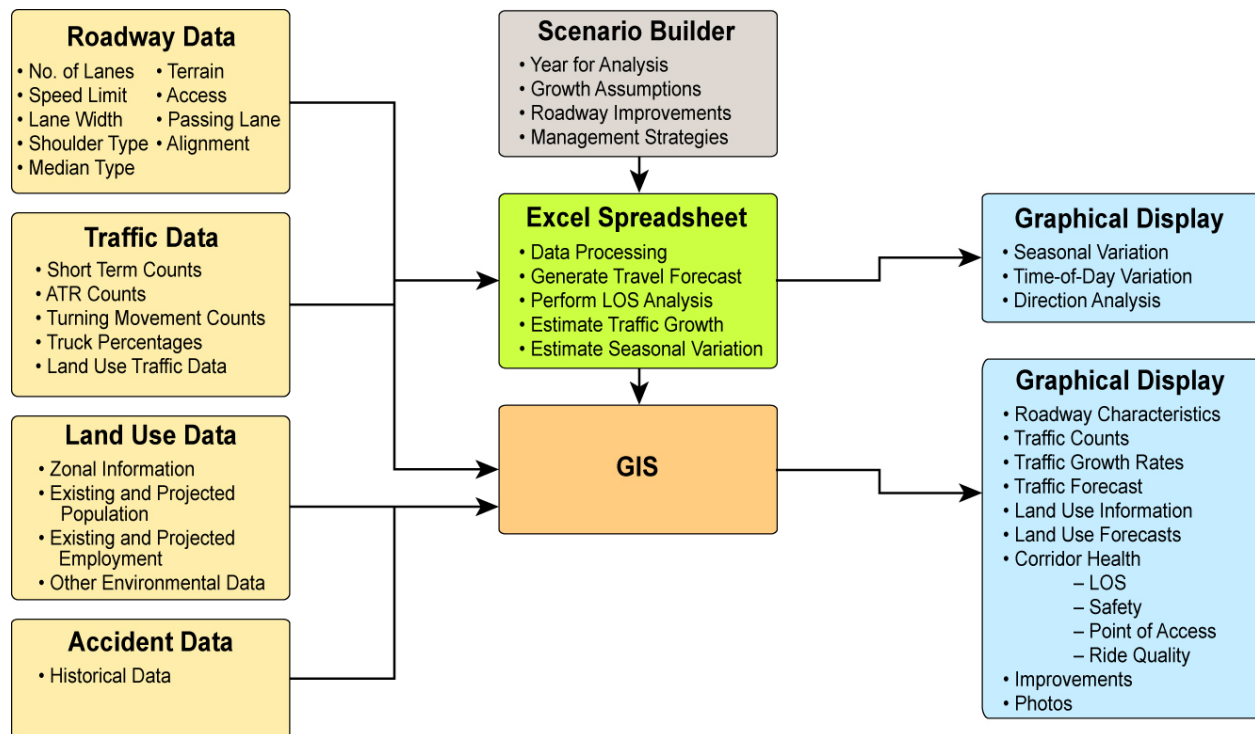 Roadway Data
• No. of Lanes
• Speed Limit
• Lane Width
• Shoulder Type
• Median Type
• Terrain
• Access
• Passing Lane
• Alignment
Traffic Data
• Short Term Counts
• ATR Counts
• Turning Movement Counts
• Truck Percentages
• Land Use Traffic Data
Land Use Data
• Zonal Information
• Existing and Projected
Population
• Existing and Projected
Employment
• Other Environmental Data
Accident Data
• Historical Data
Scenario Builder
• Year for Analysis
• Growth Assumptions
• Roadway Improvements
• Management Strategies
Excel Spreadsheet
• Data Processing
• Generate Travel Forecast
• Perform LOS Analysis
• Estimate Traffic Growth
• Estimate Seasonal Variation
GIS
Graphical Display
• Seasonal Variation
• Time-of-Day Variation
• Direction Analysis
Graphical Display
• Roadway Characteristics
• Traffic Counts
• Traffic Growth Rates
• Traffic Forecast
• Land Use Information
• Land Use Forecasts
• Corridor Health
– LOS
– Safety
– Point of Access
– Ride Quality
• Improvements
• Photos